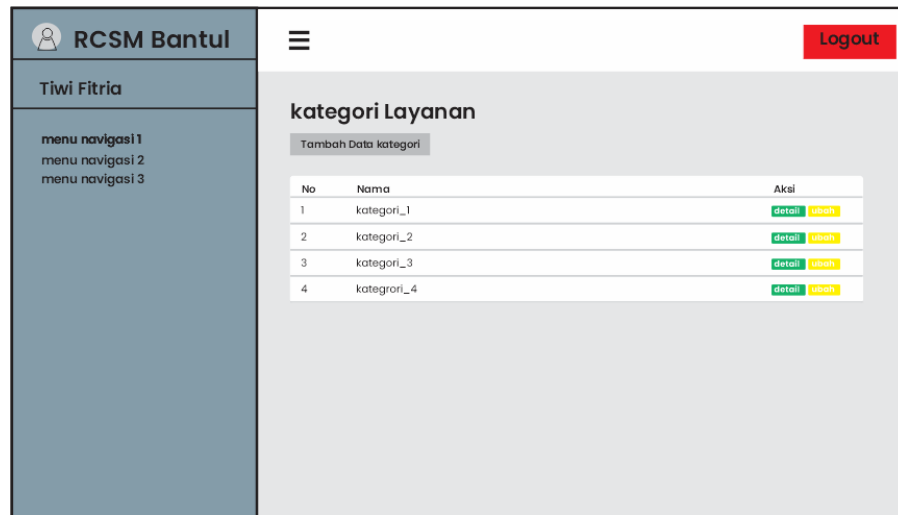 RCSM Bantul
Logout
Tiwi Fitria
menu navigasi 1
menu navigasi 2
menu navigasi 3
kategori Layanan
Tambah Data kategori
No Nama Aksi
1 kategori_1 detail ubah
2 kategori_2 detail ubah
3 kategori_3 detail ubah
4 kategrori_4 detail ubah